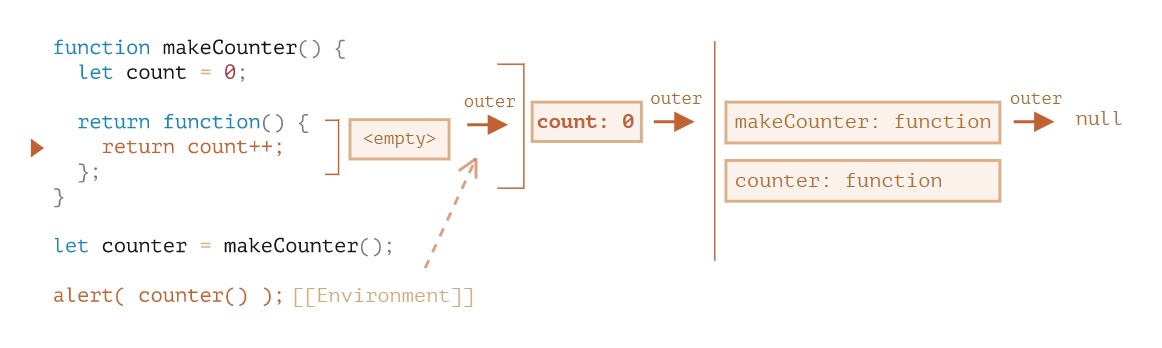 function makeCounter() {
let count = 0;
return function() {
return count++;
};
}
let counter = makeCounter();
alert( counter() );
[[Environment]]
<empty>
outer
count: 0
outer
makeCounter: function
counter: function
outer
null